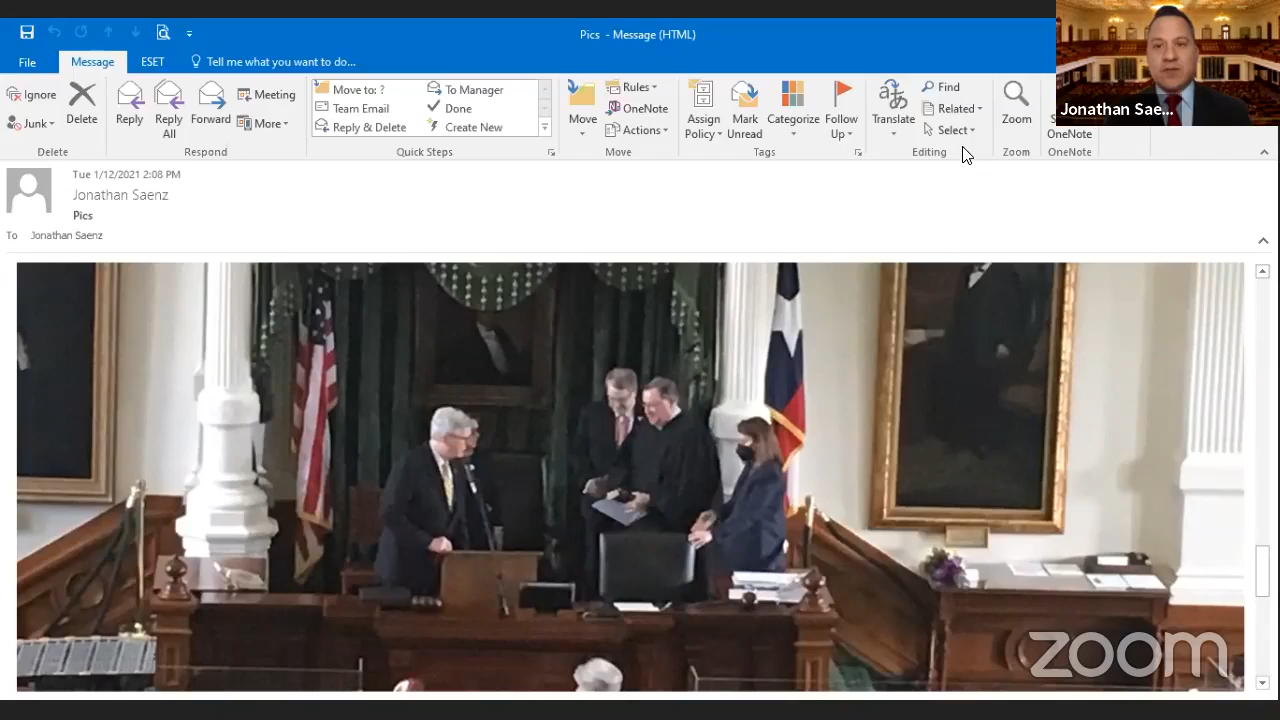 Pics - Message (HTML)
File Message ESET Tell me what you want to do...
Ignore
Junk
Delete
Reply
Reply All
Forward
Meeting
More
Move to: ?
Team Email
Reply & Delete
To Manager
Done
Create New
Move
Rules
OneNote
Actions
Assign Policy
Mark Unread
Categorize
Follow Up
Translate
Find
Related
Select
Zoom
OneNote
Delete Respond Quick Steps Move Tags Editing Zoom OneNote
Jonathan Sae...
Tue 1/12/2021 2:08 PM
Jonathan Saenz
Pics
To Jonathan Saenz
zoom